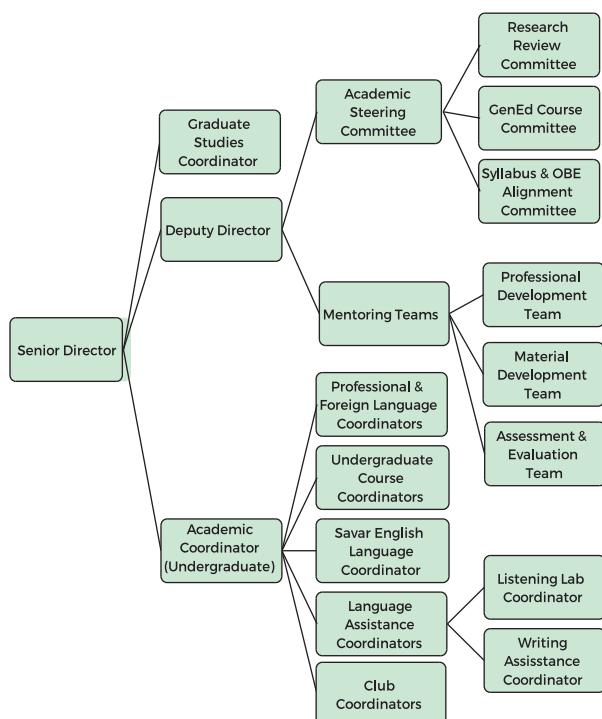 Research
Review
Committee
Academic
Steering
Committee
GenEd Course
Committee
Graduate
Studies
Coordinator
Syllabus & OBE
Alignment
Committee
Deputy Director
Professional
Development
Team
Mentoring Teams
Senior Director
Material
Development
Team
Professional &
Foreign Language
Coordinators
Assessment &
Evaluation
Team
Undergraduate
Course
Coordinators
Academic
Coordinator
(Undergraduate)
Savar English
Language
Coordinator
Listening Lab
Coordinator
Language
Assistance
Coordinators
Writing
Assisstance
Coordinator
Club
Coordinators